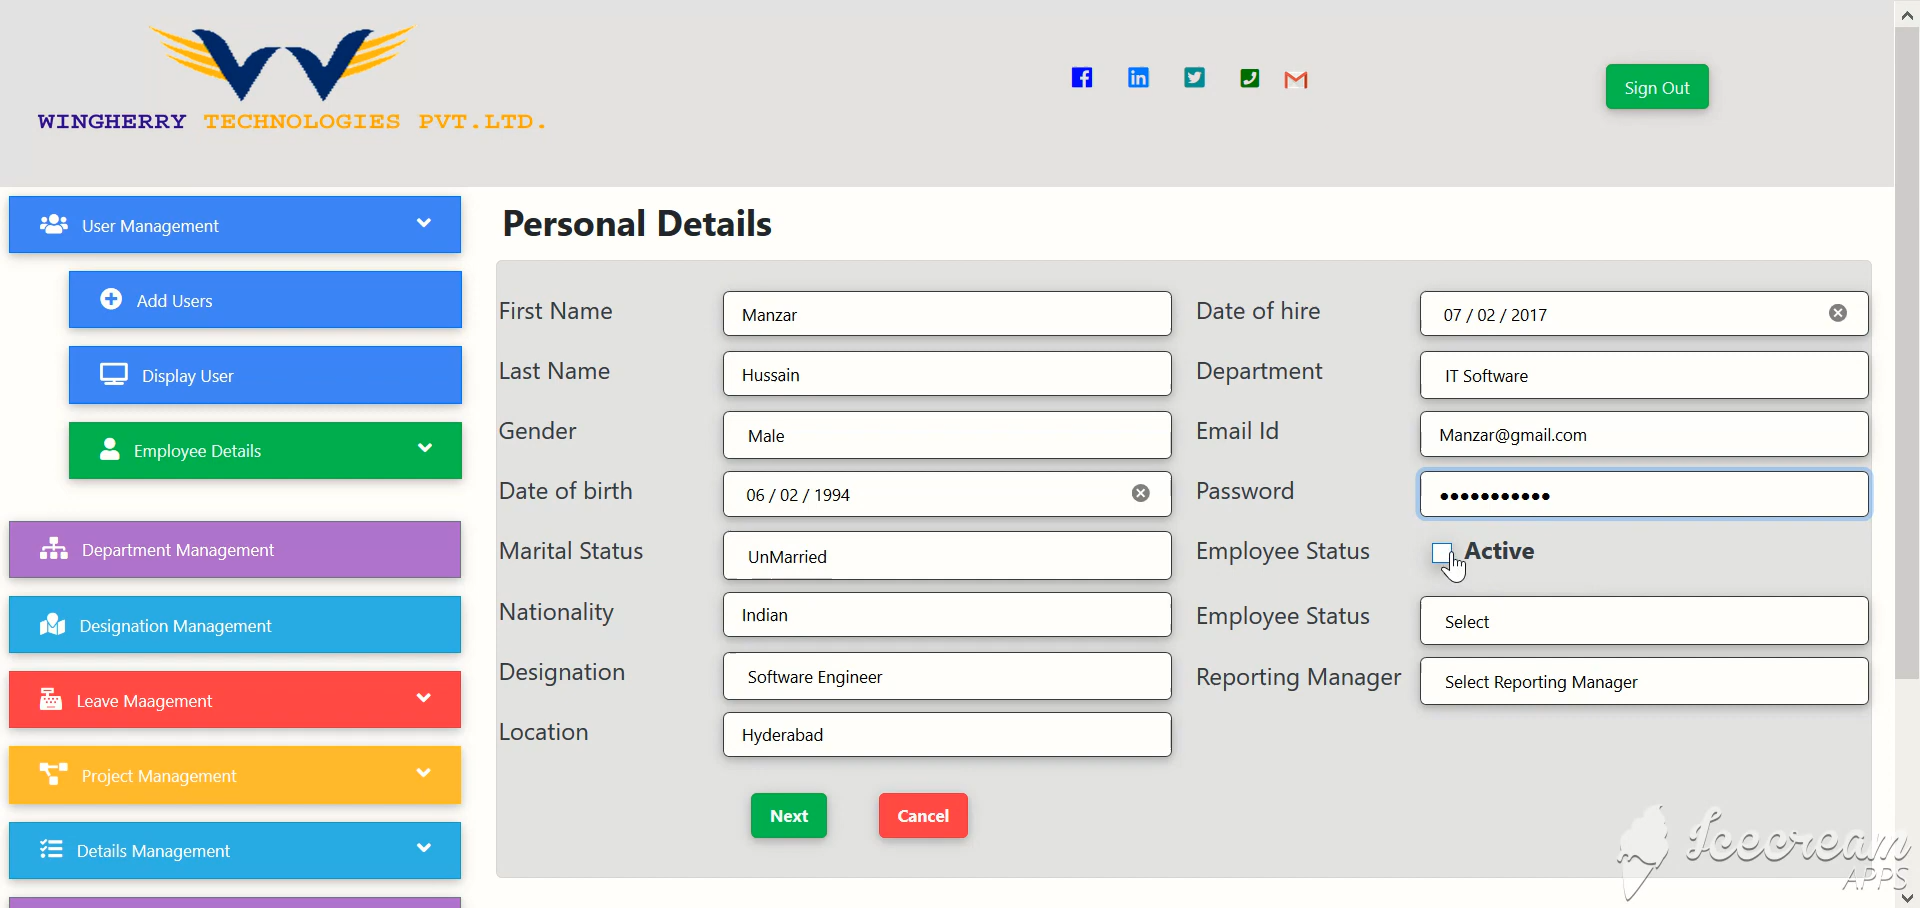 WINGHERRY TECHNOLOGIES PVT.LTD.
Sign Out
User Management
Add Users
Display User
Employee Details
Department Management
Designation Management
Leave Maagement
Project Management
Details Management
Personal Details
First Name Manzar
Last Name Hussain
Gender Male
Date of birth 06 / 02 / 1994
Marital Status UnMarried
Nationality Indian
Designation Software Engineer
Location Hyderabad
Date of hire 07 / 02 / 2017
Department IT Software
Email Id Manzar@gmail.com
Password •••••••••••
Employee Status Active
Employee Status Select
Reporting Manager Select Reporting Manager
Next Cancel
Icecream
APPS